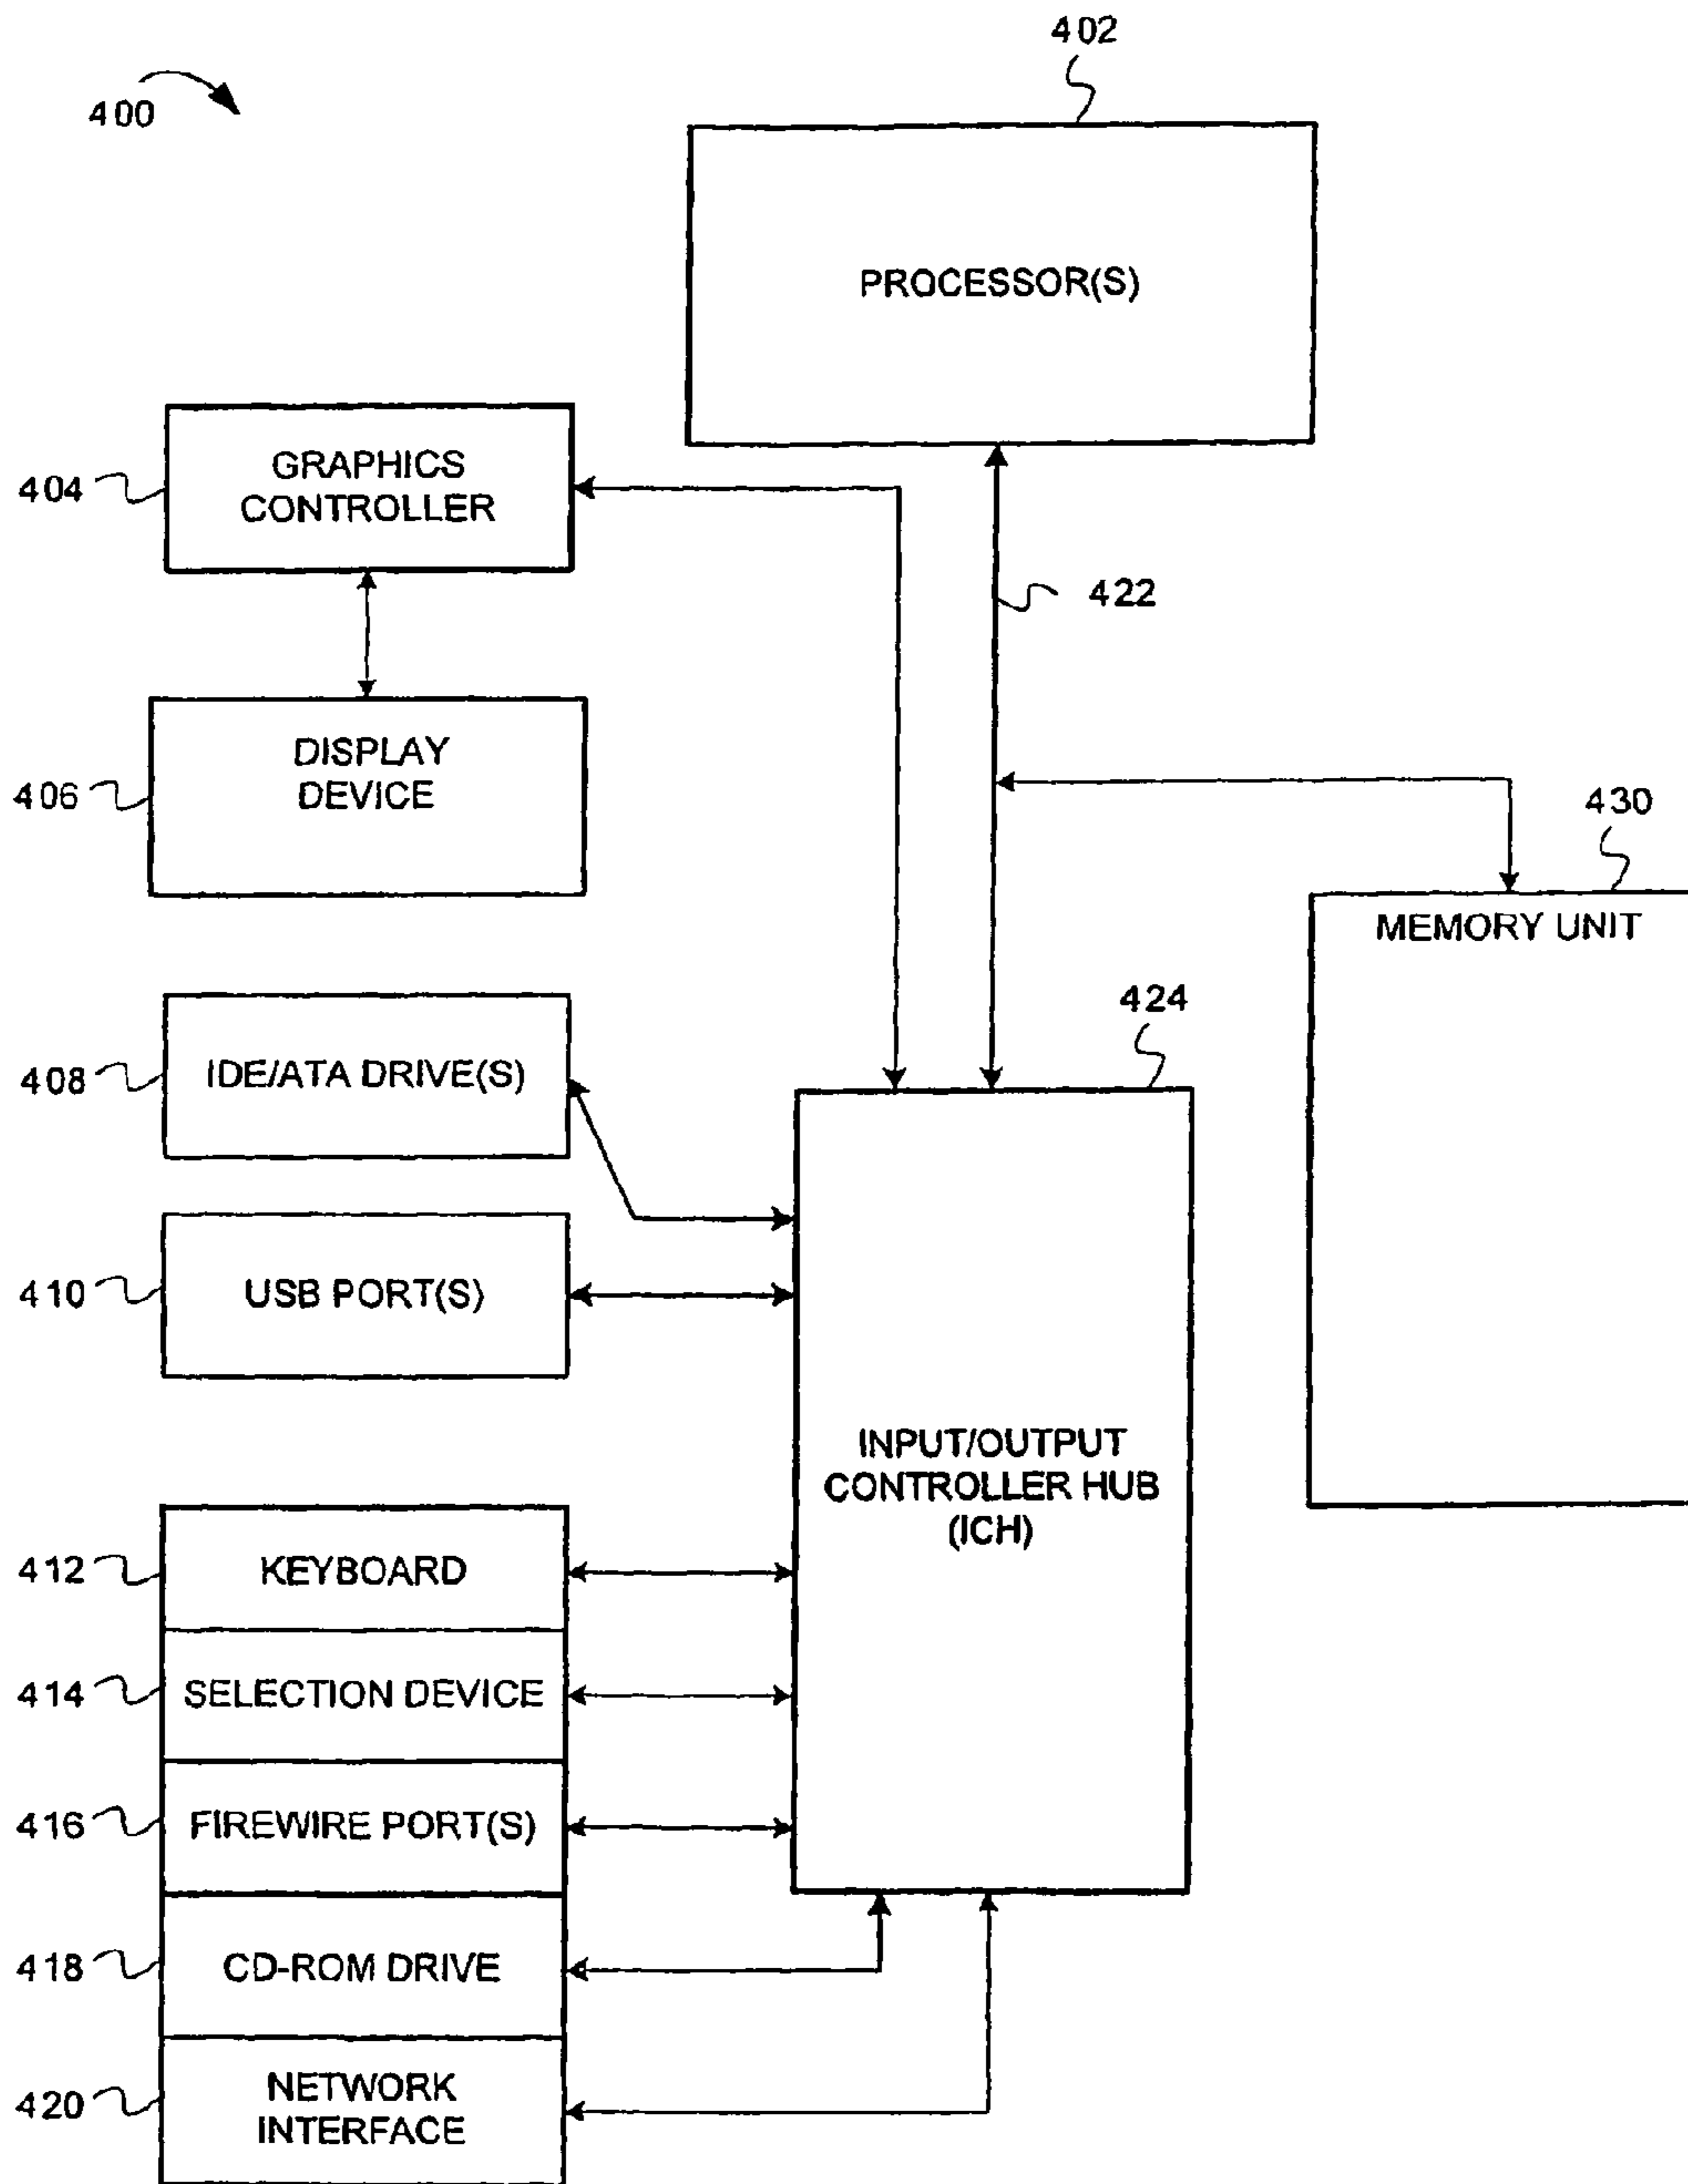 402
400
PROCESSOR(S)
404
GRAPHICS
CONTROLLER
422
406
DISPLAY
DEVICE
430
MEMORY UNIT
424
408
IDE/ATA DRIVE(S)
410
USB PORT(S)
INPUT/OUTPUT
CONTROLLER HUB
(ICH)
412
KEYBOARD
414
SELECTION DEVICE
416
FIREWIRE PORT(S)
418
CD-ROM DRIVE
420
NETWORK
INTERFACE